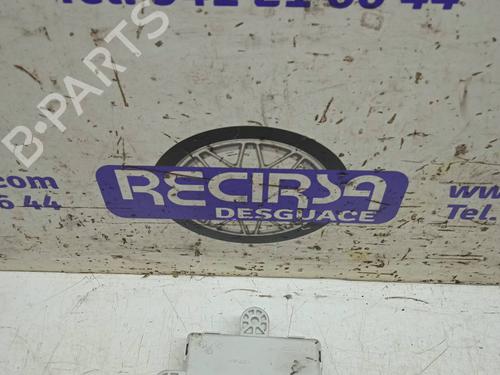 B-PARTS
RECIRSA
DESGUACE
.com
www.
6 44
Tel.